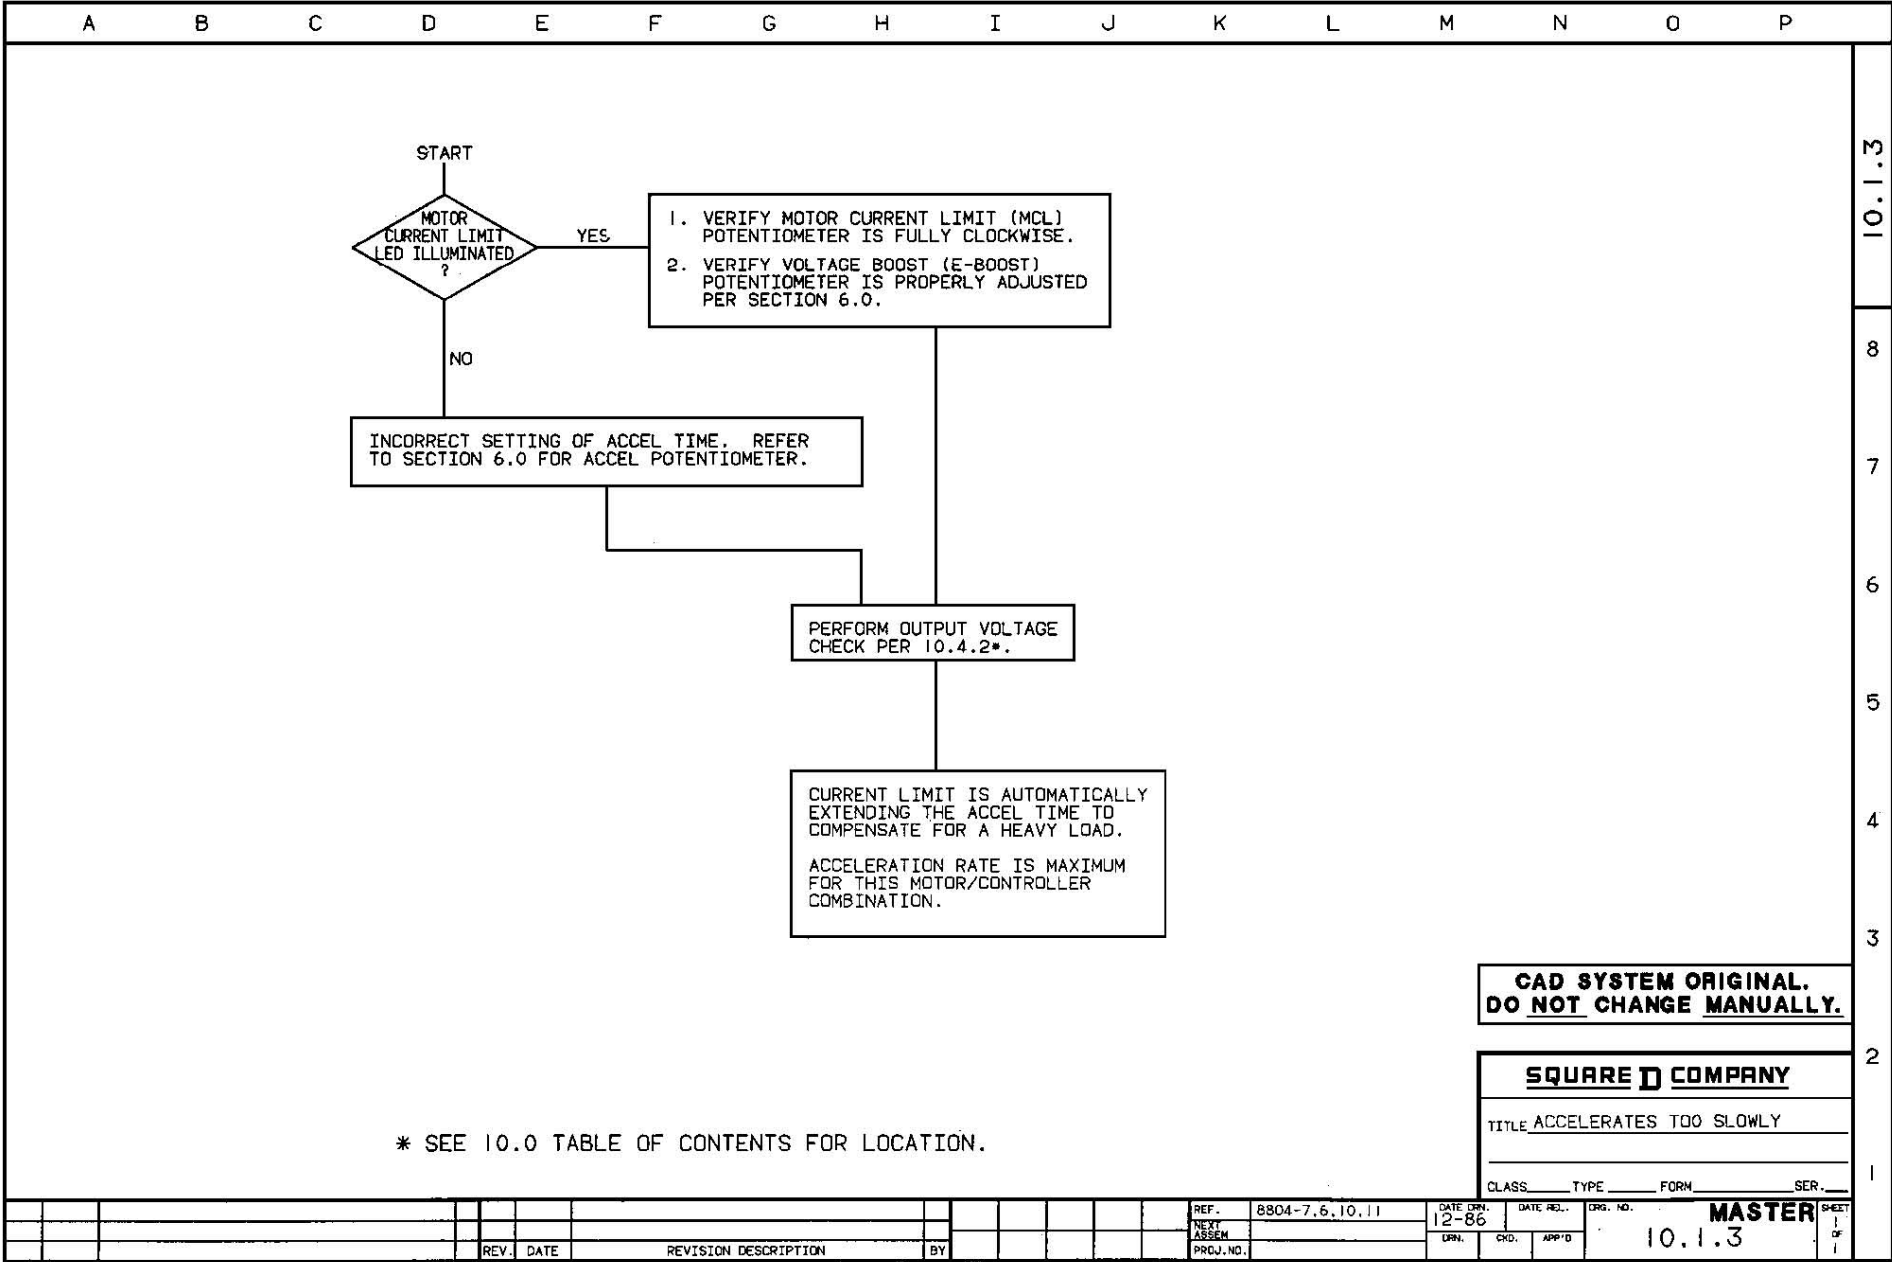 A B C D E F G H I J K L M N O P
10.1.3
8
7
6
5
4
3
2
1
START
MOTOR
CURRENT LIMIT
LED ILLUMINATED
?
YES
NO
1. VERIFY MOTOR CURRENT LIMIT (MCL)
POTENTIOMETER IS FULLY CLOCKWISE.
2. VERIFY VOLTAGE BOOST (E-BOOST)
POTENTIOMETER IS PROPERLY ADJUSTED
PER SECTION 6.0.
INCORRECT SETTING OF ACCEL TIME. REFER
TO SECTION 6.0 FOR ACCEL POTENTIOMETER.
PERFORM OUTPUT VOLTAGE
CHECK PER 10.4.2*.
CURRENT LIMIT IS AUTOMATICALLY
EXTENDING THE ACCEL TIME TO
COMPENSATE FOR A HEAVY LOAD.
ACCELERATION RATE IS MAXIMUM
FOR THIS MOTOR/CONTROLLER
COMBINATION.
* SEE 10.0 TABLE OF CONTENTS FOR LOCATION.
CAD SYSTEM ORIGINAL.
DO NOT CHANGE MANUALLY.
SQUARE D COMPANY
TITLE ACCELERATES TOO SLOWLY
CLASS TYPE FORM SER.
REV. DATE REVISION DESCRIPTION BY
REF. 8804-7,6,10,11
NEXT
ASSEM
PROJ.NO.
DATE DRN. 12-86
DATE REL.
DRN. CKD. APP'D
DRG. NO. MASTER
10.1.3
SHEET
1
OF
1